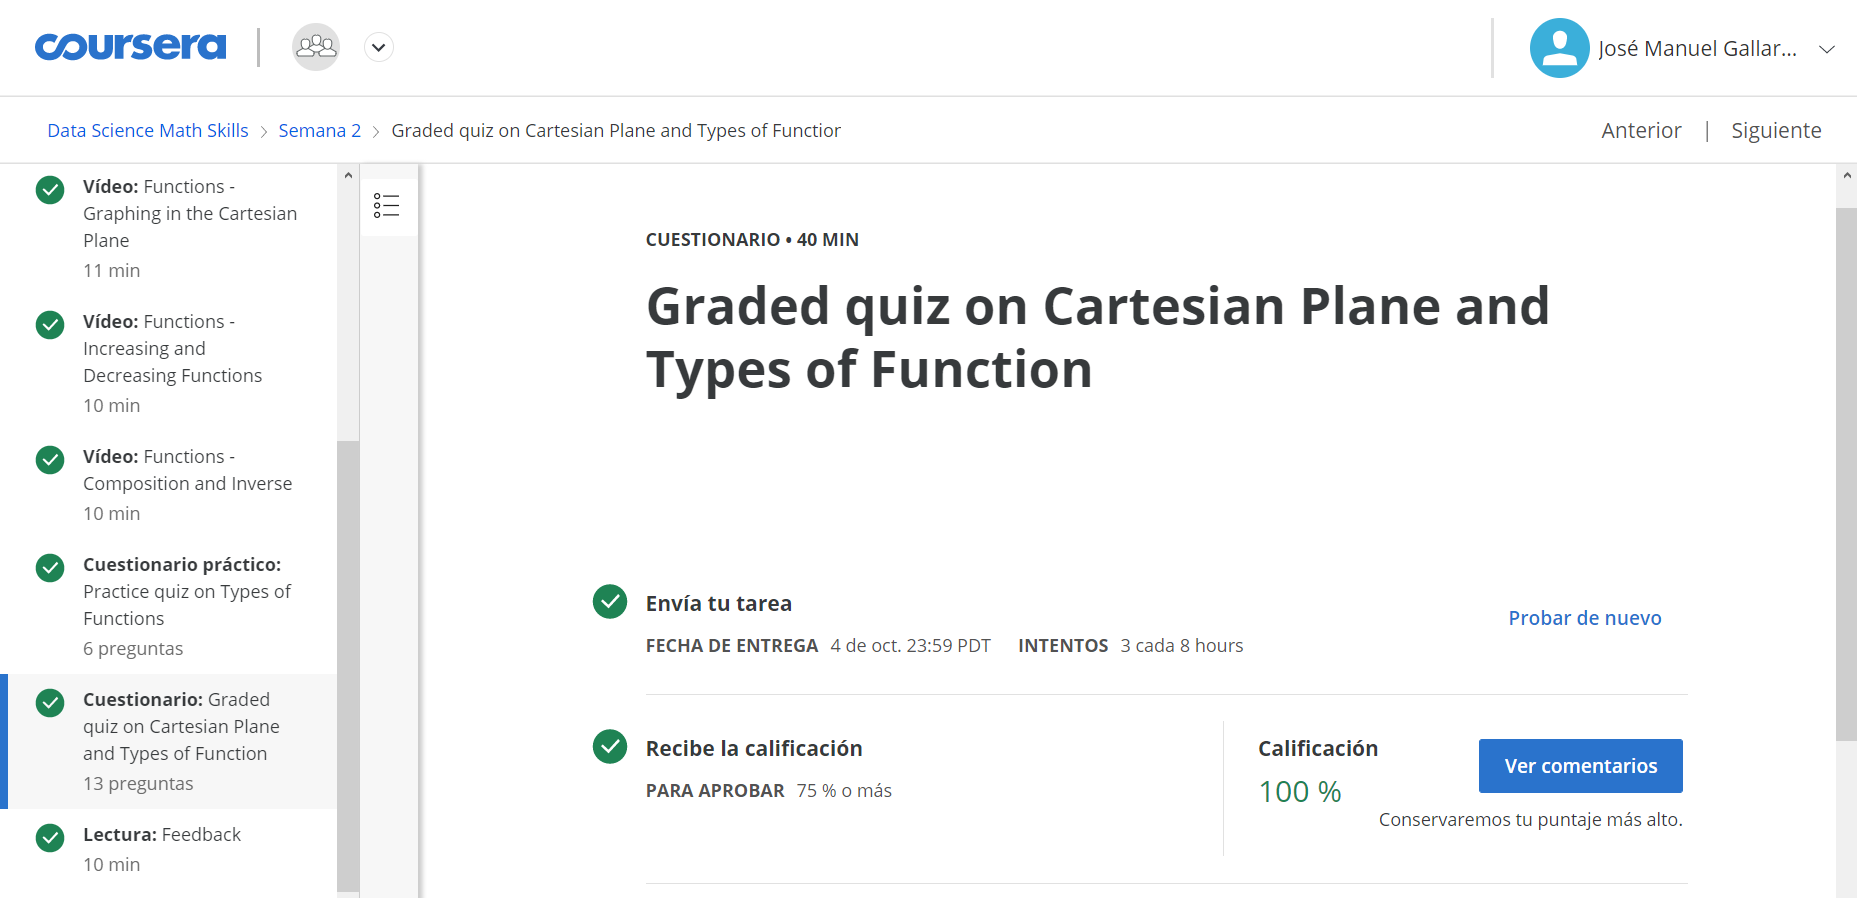 coursera
José Manuel Gallar...
Data Science Math Skills > Semana 2 > Graded quiz on Cartesian Plane and Types of Function
Anterior | Siguiente
Vídeo: Functions -
Graphing in the Cartesian
Plane
11 min
Vídeo: Functions -
Increasing and
Decreasing Functions
10 min
Vídeo: Functions -
Composition and Inverse
10 min
Cuestionario práctico:
Practice quiz on Types of
Functions
6 preguntas
Cuestionario: Graded
quiz on Cartesian Plane
and Types of Function
13 preguntas
Lectura: Feedback
10 min
CUESTIONARIO • 40 MIN
Graded quiz on Cartesian Plane and
Types of Function
Envía tu tarea
FECHA DE ENTREGA 4 de oct. 23:59 PDT INTENTOS 3 cada 8 hours
Probar de nuevo
Recibe la calificación
PARA APROBAR 75 % o más
Calificación
100 %
Ver comentarios
Conservaremos tu puntaje más alto.